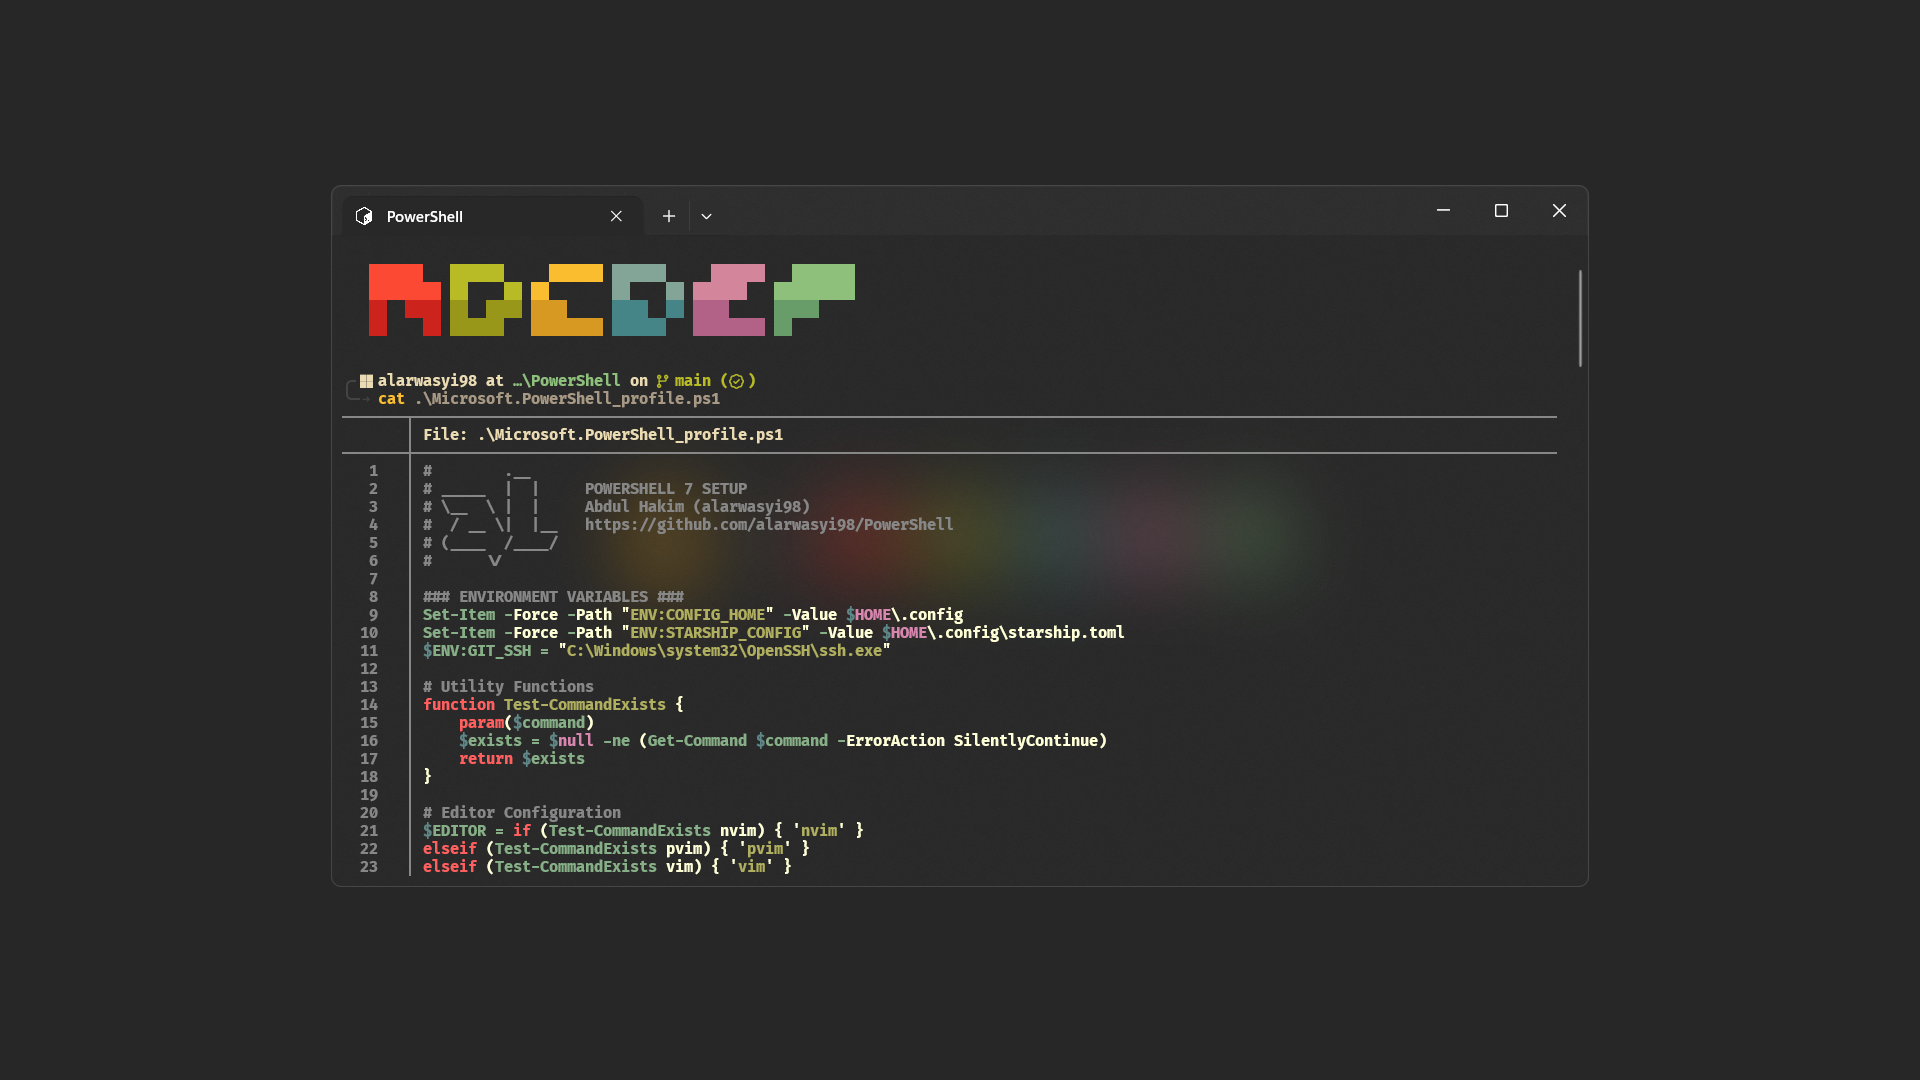 PowerShell
ABCDEF
alarwasyi98 at …\PowerShell on main ( )
cat .\Microsoft.PowerShell_profile.ps1
File: .\Microsoft.PowerShell_profile.ps1
1 #        .__
2 # _____  |  |     POWERSHELL 7 SETUP
3 # \__  \ |  |     Abdul Hakim (alarwasyi98)
4 #  / __ \|  |__   https://github.com/alarwasyi98/PowerShell
5 # (____  /____/
6 #      \/
7
8 ### ENVIRONMENT VARIABLES ###
9 Set-Item -Force -Path "ENV:CONFIG_HOME" -Value $HOME\.config
10 Set-Item -Force -Path "ENV:STARSHIP_CONFIG" -Value $HOME\.config\starship.toml
11 $ENV:GIT_SSH = "C:\Windows\system32\OpenSSH\ssh.exe"
12
13 # Utility Functions
14 function Test-CommandExists {
15     param($command)
16     $exists = $null -ne (Get-Command $command -ErrorAction SilentlyContinue)
17     return $exists
18 }
19
20 # Editor Configuration
21 $EDITOR = if (Test-CommandExists nvim) { 'nvim' }
22 elseif (Test-CommandExists pvim) { 'pvim' }
23 elseif (Test-CommandExists vim) { 'vim' }